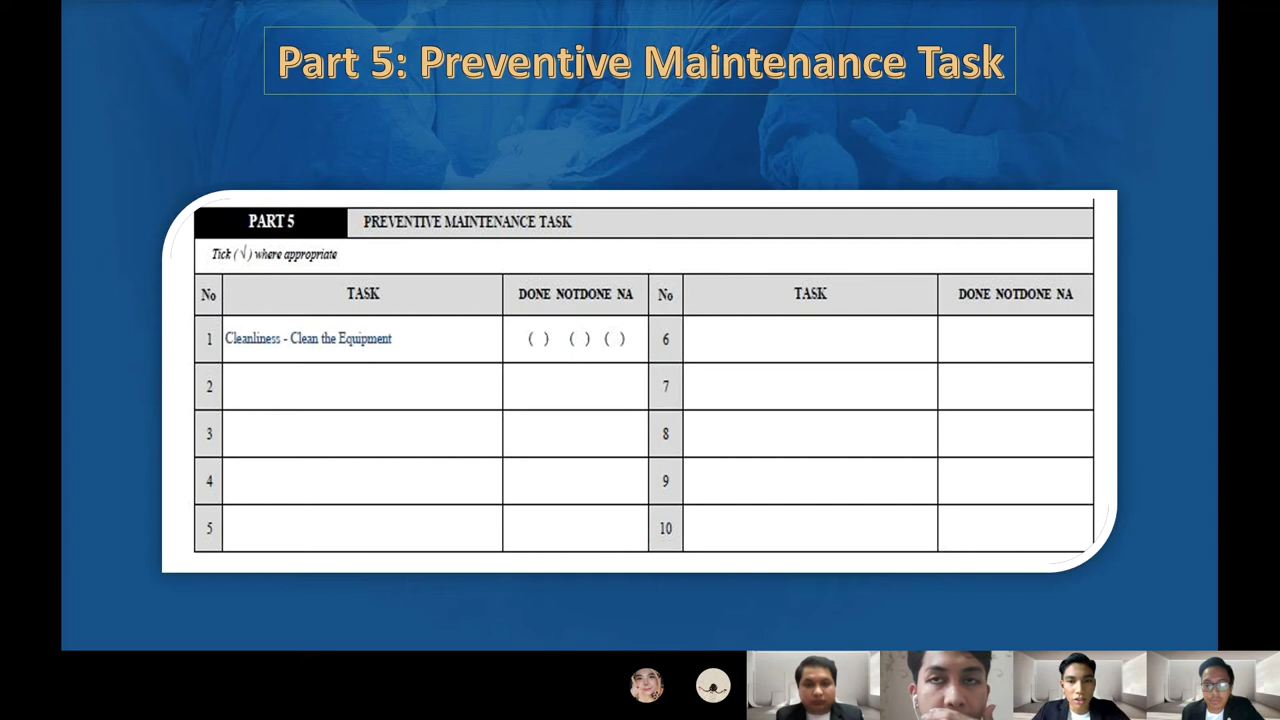 Part 5: Preventive Maintenance Task
PART 5 PREVENTIVE MAINTENANCE TASK
Tick ( √ ) where appropriate
No TASK DONE NOTDONE NA No TASK DONE NOTDONE NA
1 Cleanliness - Clean the Equipment ( ) ( ) ( ) 6
2 7
3 8
4 9
5 10